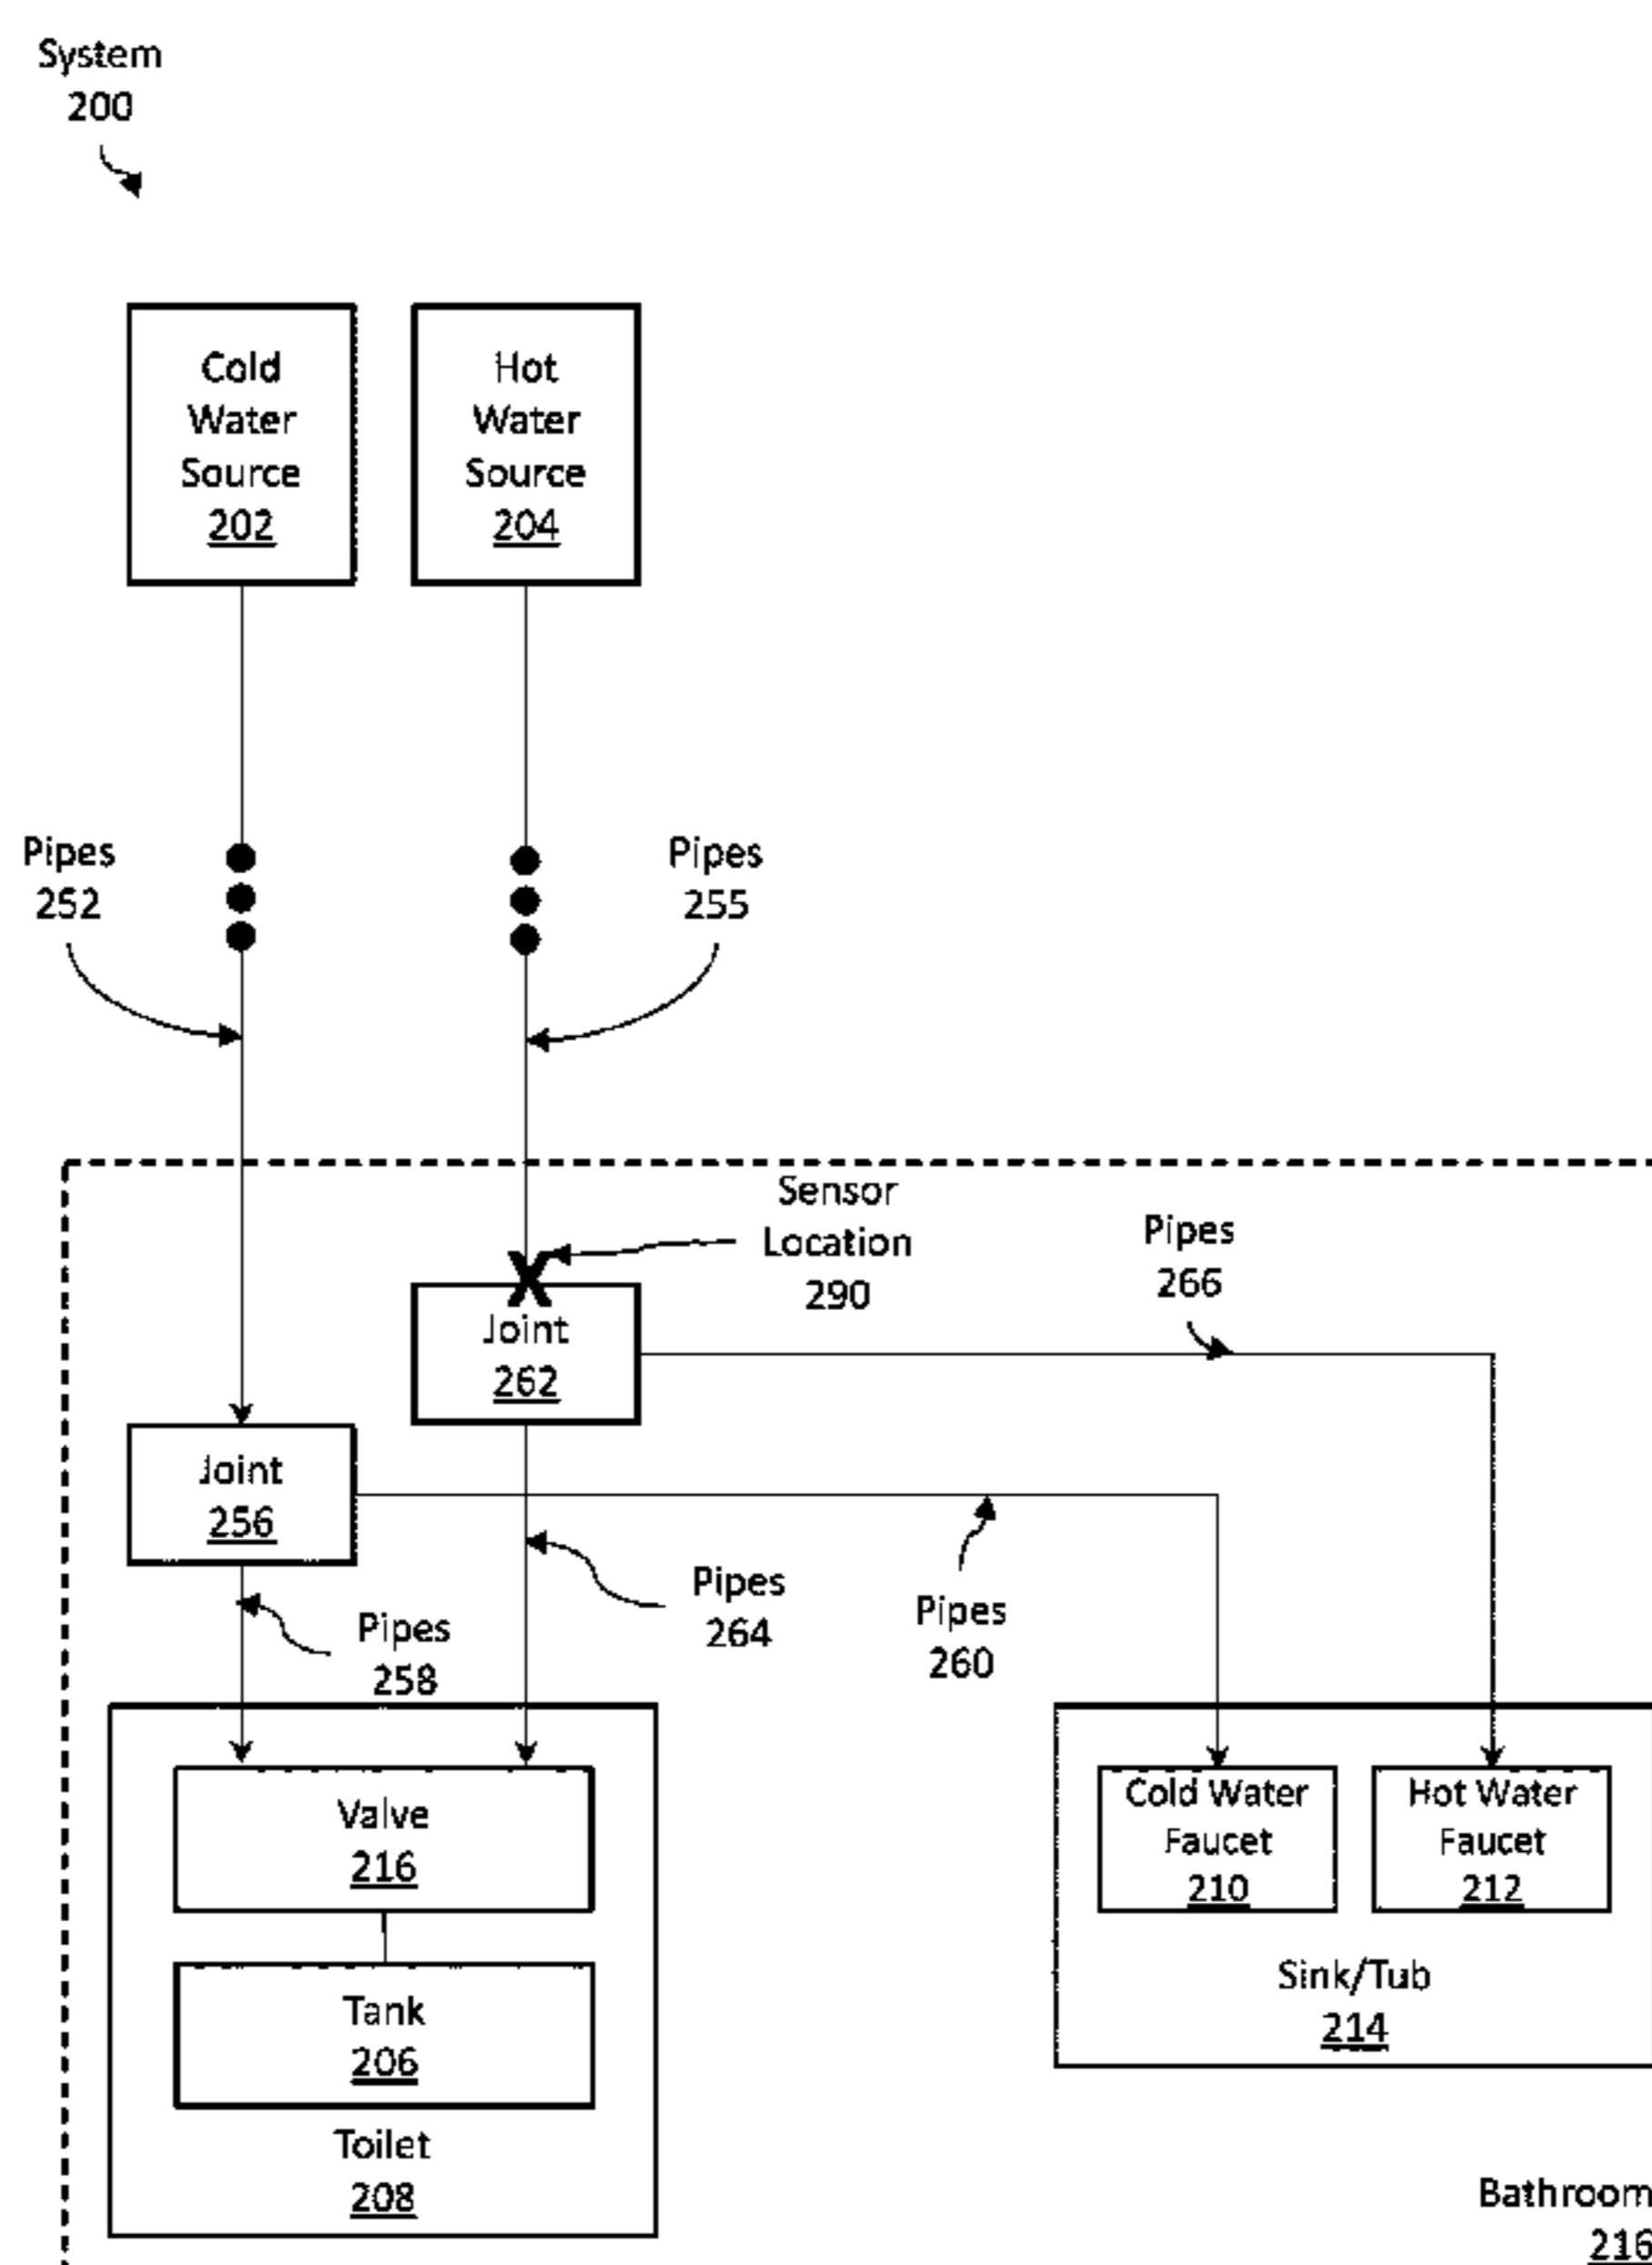 System
200
Cold
Water
Source
202
Hot
Water
Source
204
Pipes
252
Pipes
255
Sensor
Location
290
X
Joint
262
Pipes
266
Joint
256
Pipes
258
Pipes
264
Pipes
260
Valve
216
Tank
206
Toilet
208
Cold Water
Faucet
210
Hot Water
Faucet
212
Sink/Tub
214
Bathroom
216